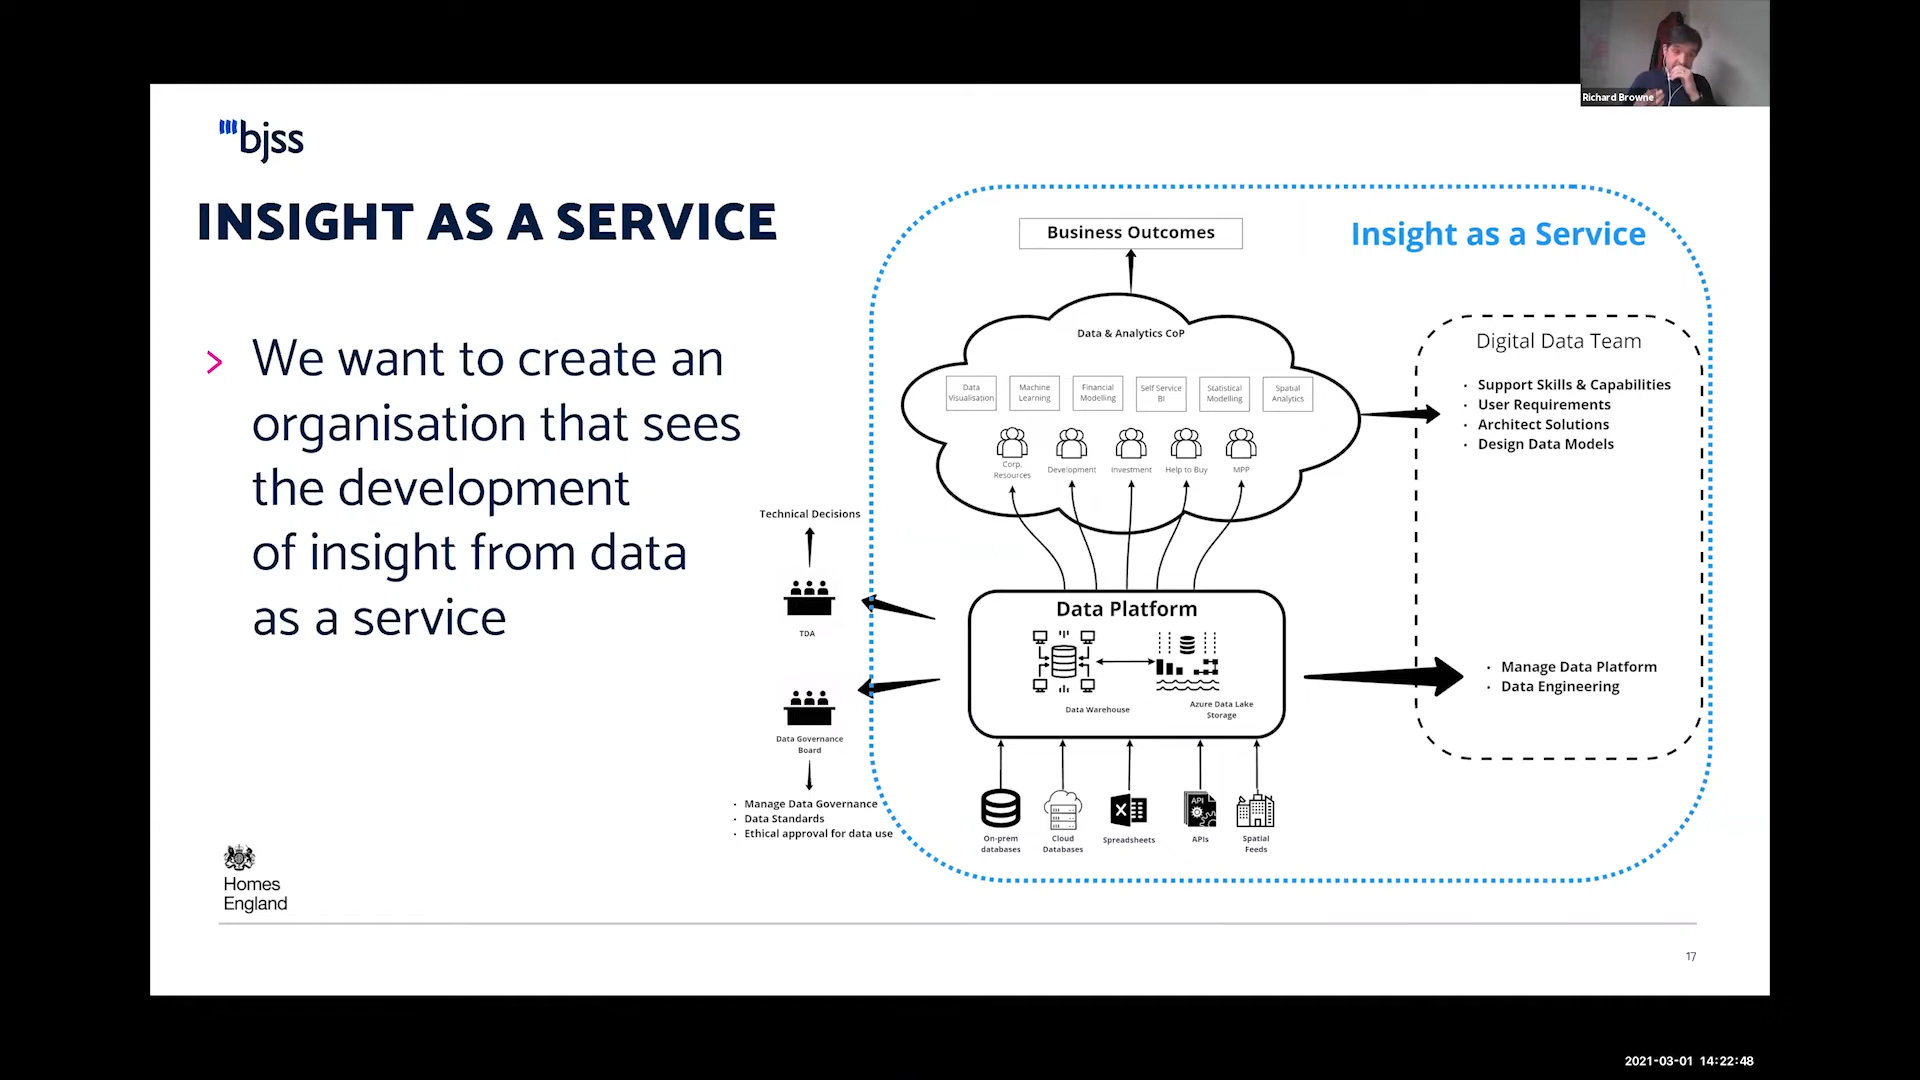 Richard Browne
bjss
INSIGHT AS A SERVICE
We want to create an
organisation that sees
the development
of insight from data
as a service
Insight as a Service
Business Outcomes
Data & Analytics CoP
Data
Visualisation
Machine
Learning
Financial
Modelling
Self Service
BI
Statistical
Modelling
Spatial
Analytics
Corp.
Resources
Development
Investment
Help to Buy
MPP
Digital Data Team
· Support Skills & Capabilities
· User Requirements
· Architect Solutions
· Design Data Models
Technical Decisions
TDA
Data Governance
Board
· Manage Data Governance
· Data Standards
· Ethical approval for data use
Data Platform
Data Warehouse
Azure Data Lake
Storage
· Manage Data Platform
· Data Engineering
API
X
On-prem
databases
Cloud
Databases
Spreadsheets
APIs
Spatial
Feeds
Homes
England
17
2021-03-01 14:22:48